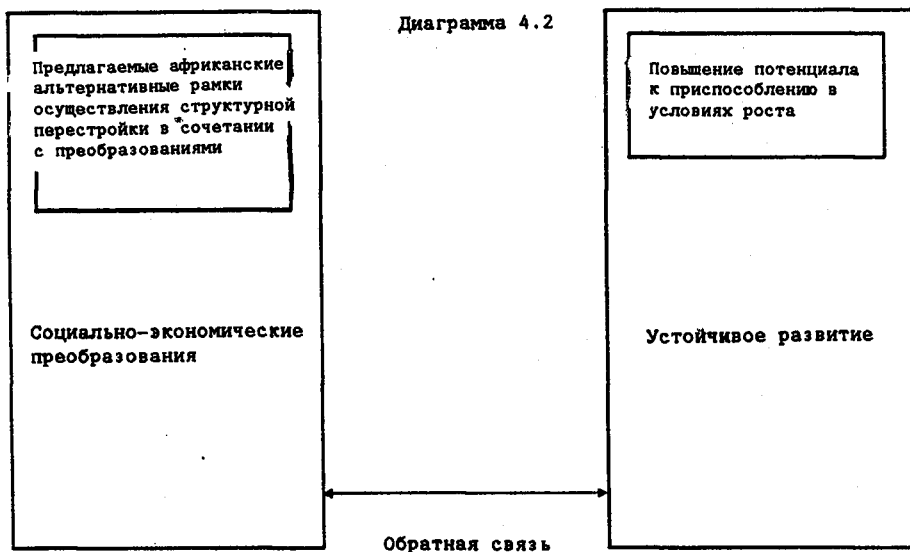 Диаграмма 4.2
Предлагаемые африканские
альтернативные рамки
осуществления структурной
перестройки в сочетании
с преобразованиями
Социально-экономические
преобразования
Повышение потенциала
к приспособлению в
условиях роста
Устойчивое развитие
Обратная связь